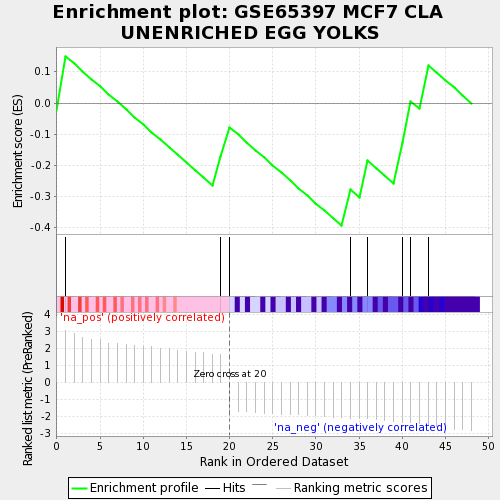 Enrichment plot: GSE65397 MCF7 CLA
UNENRICHED EGG YOLKS
Enrichment score (ES)
0.1
0.0
-0.1
-0.2
-0.3
-0.4
'na_pos' (positively correlated)
Ranked list metric (PreRanked)
4
3
2
1
0
-1
-2
-3
Zero cross at 20
'na_neg' (negatively correlated)
0 5 10 15 20 25 30 35 40 45 50
Rank in Ordered Dataset
Enrichment profile Hits Ranking metric scores